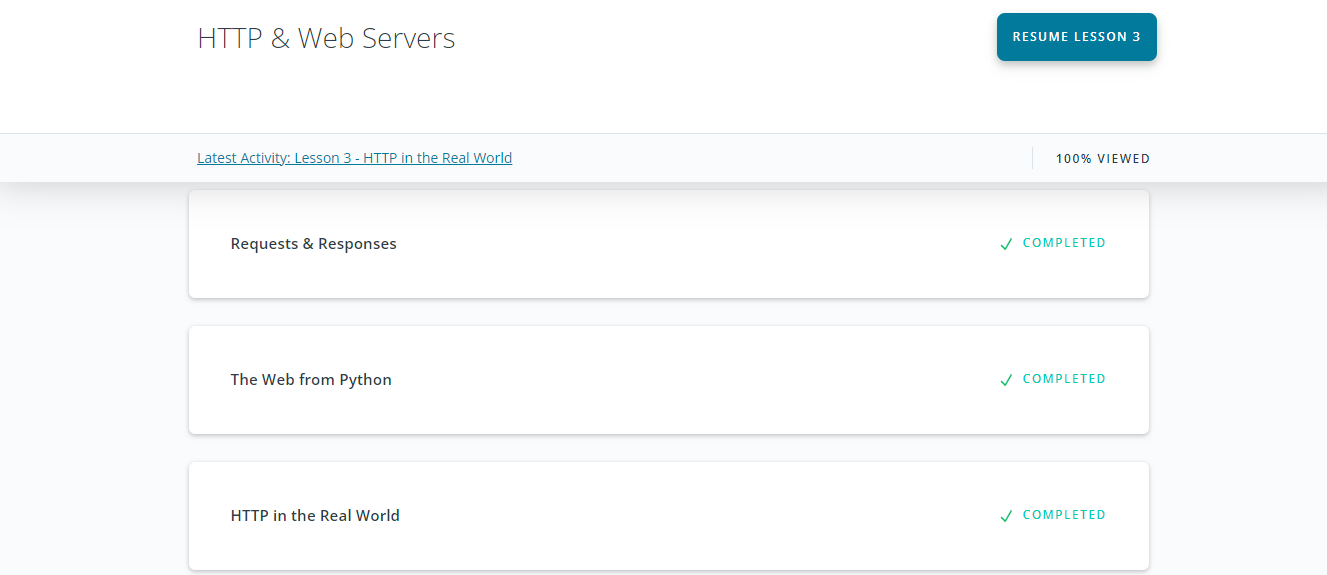 HTTP & Web Servers
RESUME LESSON 3
Latest Activity: Lesson 3 - HTTP in the Real World
100% VIEWED
Requests & Responses
COMPLETED
The Web from Python
COMPLETED
HTTP in the Real World
COMPLETED